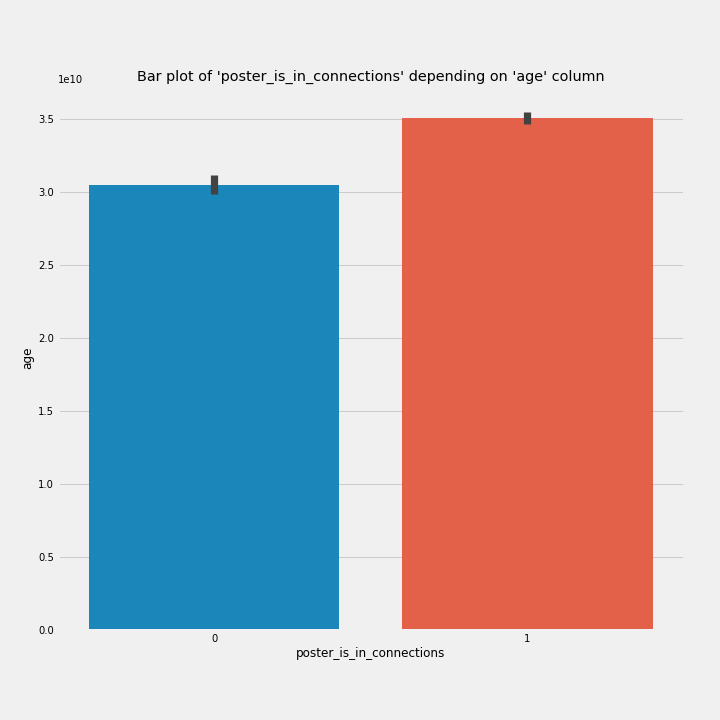 Bar plot of 'poster_is_in_connections' depending on 'age' column
1e10
3.5
3.0
2.5
2.0
1.5
1.0
0.5
0.0
age
0 1
poster_is_in_connections